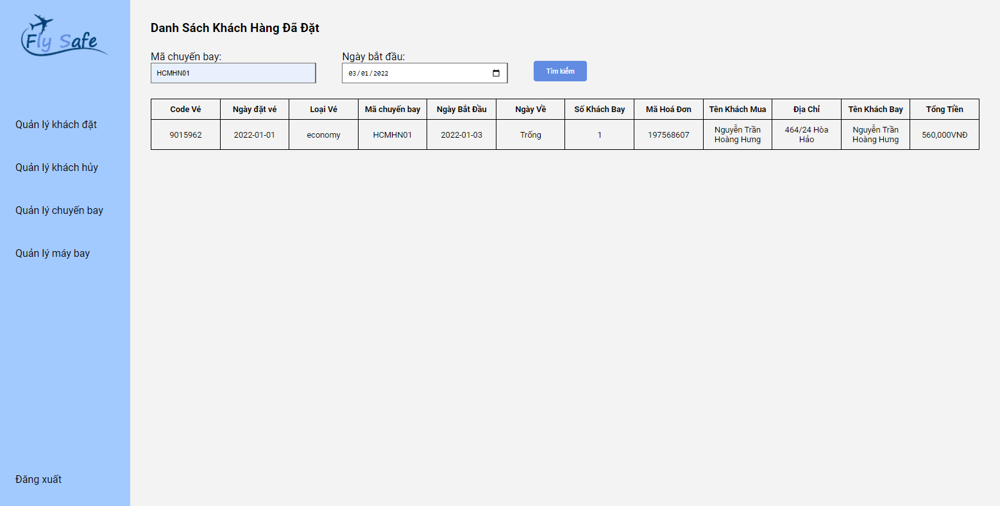 Fly Safe
Quản lý khách đặt
Quản lý khách hủy
Quản lý chuyến bay
Quản lý máy bay
Đăng xuất
Danh Sách Khách Hàng Đã Đặt
Mã chuyến bay: Ngày bắt đầu:
HCMHN01 03/01/2022 Tìm kiếm
Code Vé Ngày đặt vé Loại Vé Mã chuyến bay Ngày Bắt Đầu Ngày Về Số Khách Bay Mã Hoá Đơn Tên Khách Mua Địa Chỉ Tên Khách Bay Tổng Tiền
9015962 2022-01-01 economy HCMHN01 2022-01-03 Trống 1 197568607 Nguyễn Trần Hoàng Hưng 464/24 Hòa Hảo Nguyễn Trần Hoàng Hưng 560,000VNĐ